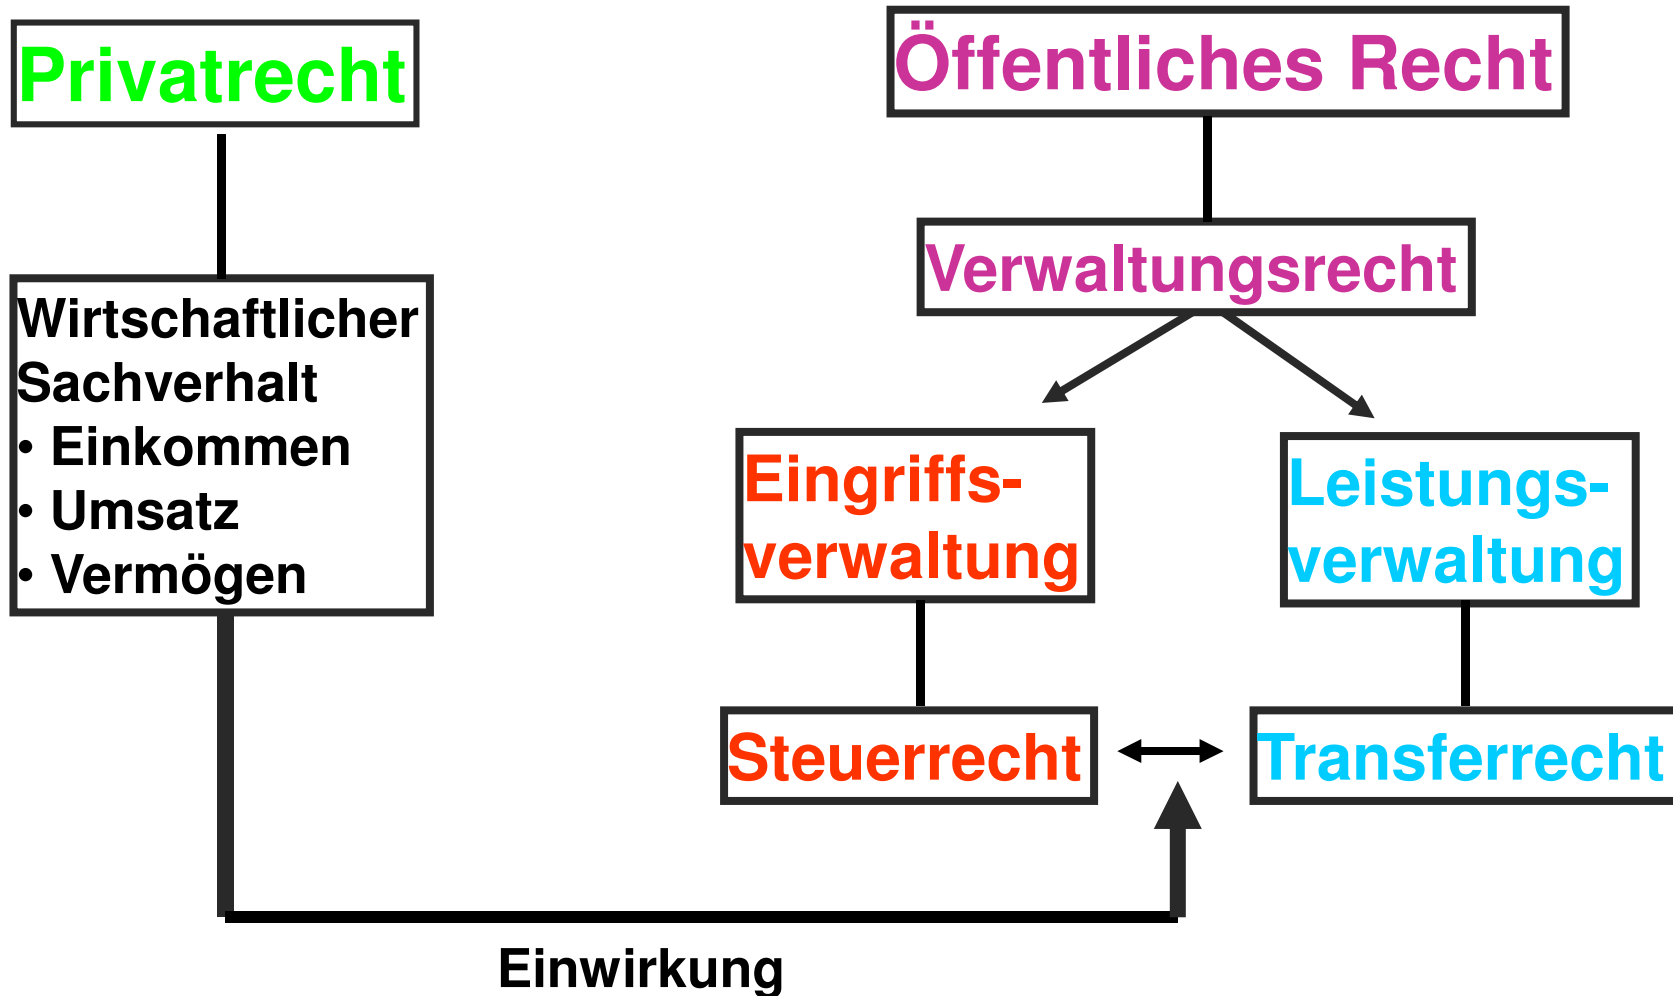 Privatrecht
Öffentliches Recht
Verwaltungsrecht
Wirtschaftlicher
Sachverhalt
• Einkommen
• Umsatz
• Vermögen
Eingriffs-
verwaltung
Leistungs-
verwaltung
Steuerrecht
Transferrecht
Einwirkung